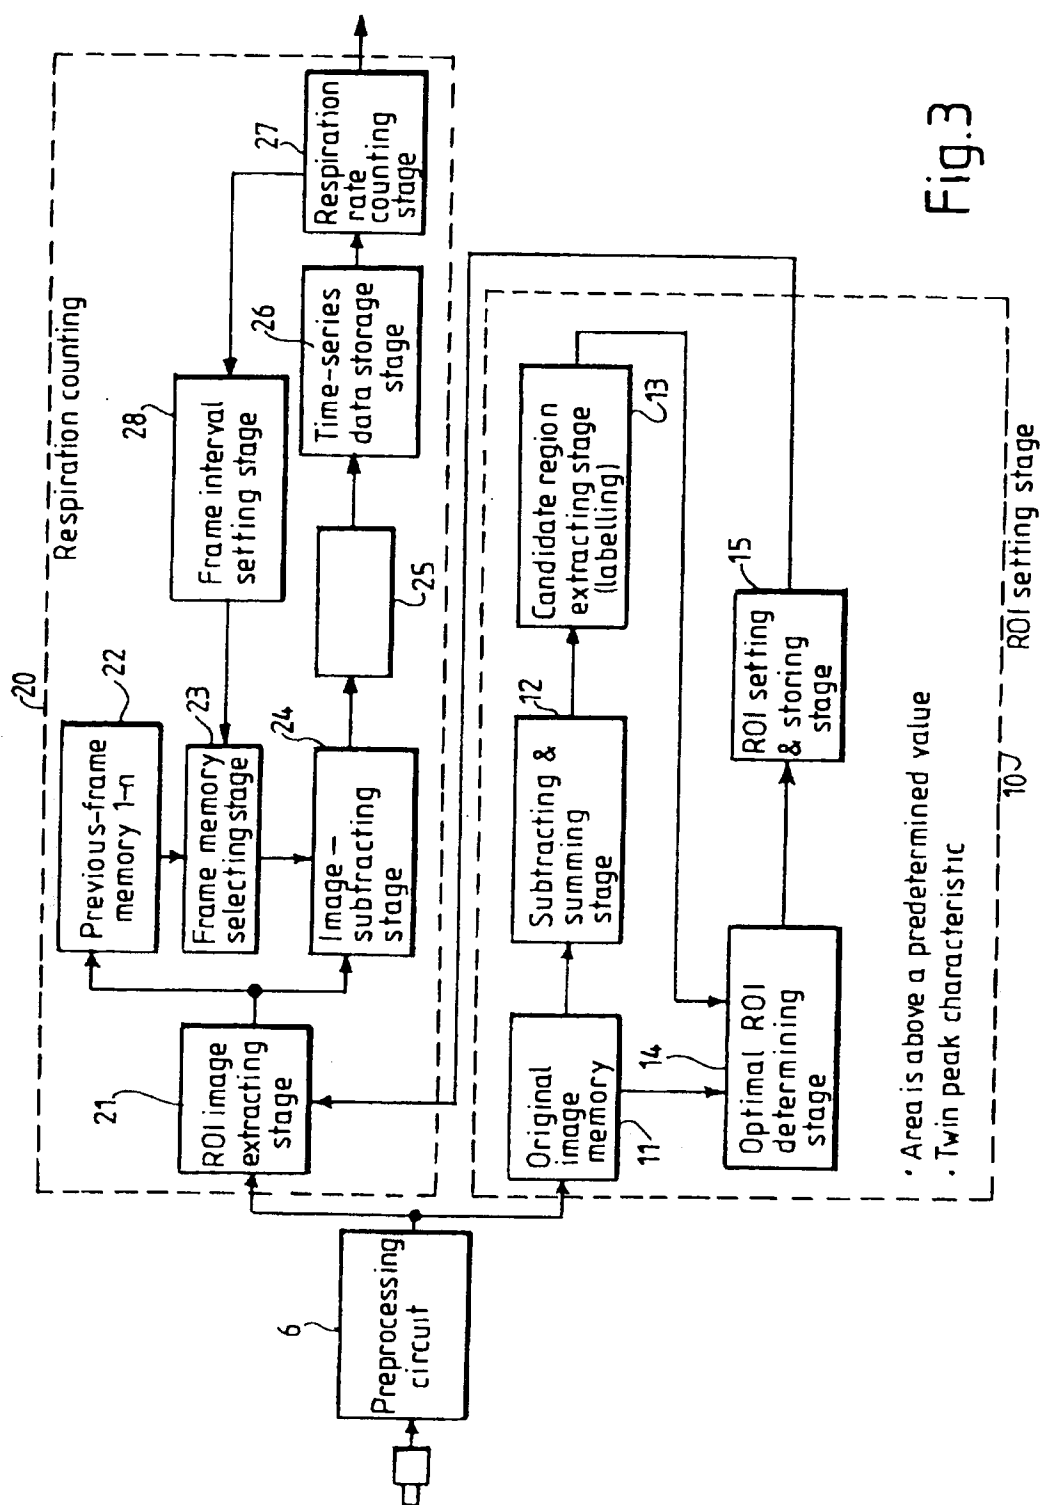 Respiration counting
20
Previous-frame
memory 1-n
22
Frame interval
setting stage
28
Respiration
rate
counting
stage
27
Frame memory
selecting stage
23
Time-series
data storage
stage
26
ROI image
extracting
stage
21
Image-
subtracting
stage
24
25
Preprocessing
circuit
6
Original
image
memory
11
Subtracting &
summing
stage
12
Candidate region
extracting stage
(labelling)
13
Optimal ROI
determining
stage
14
ROI setting
& storing
stage
15
· Area is above a predetermined value
· Twin peak characteristic
10
ROI setting stage
Fig.3